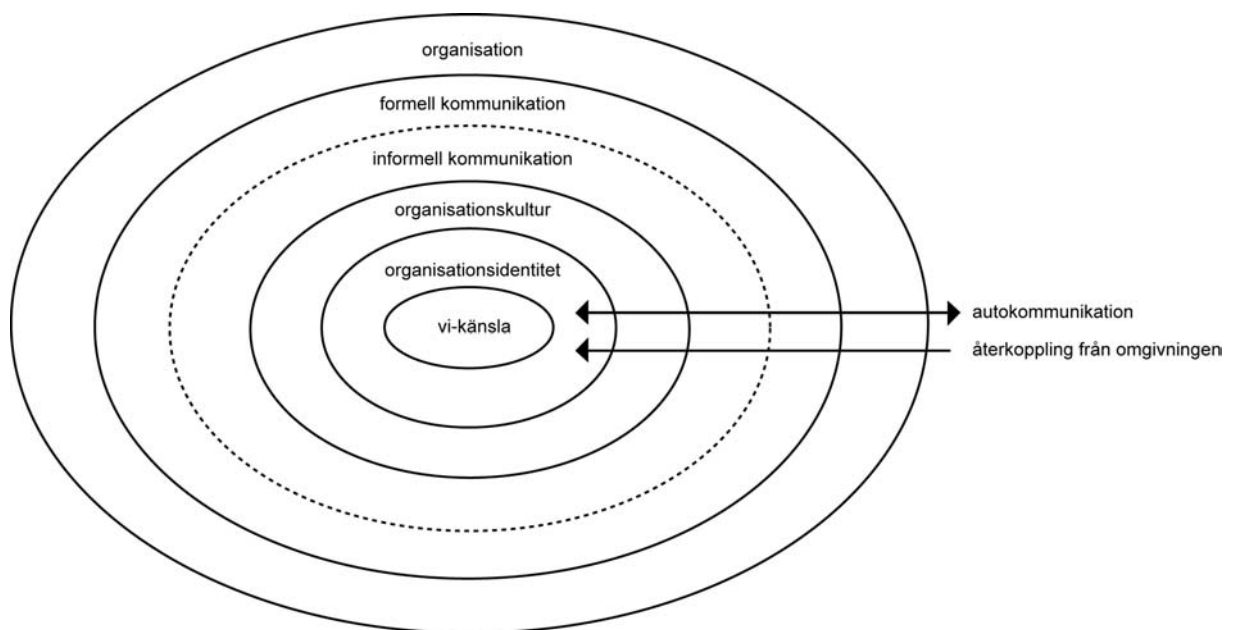 organisation
formell kommunikation
informell kommunikation
organisationskultur
organisationsidentitet
vi-känsla
autokommunikation
återkoppling från omgivningen